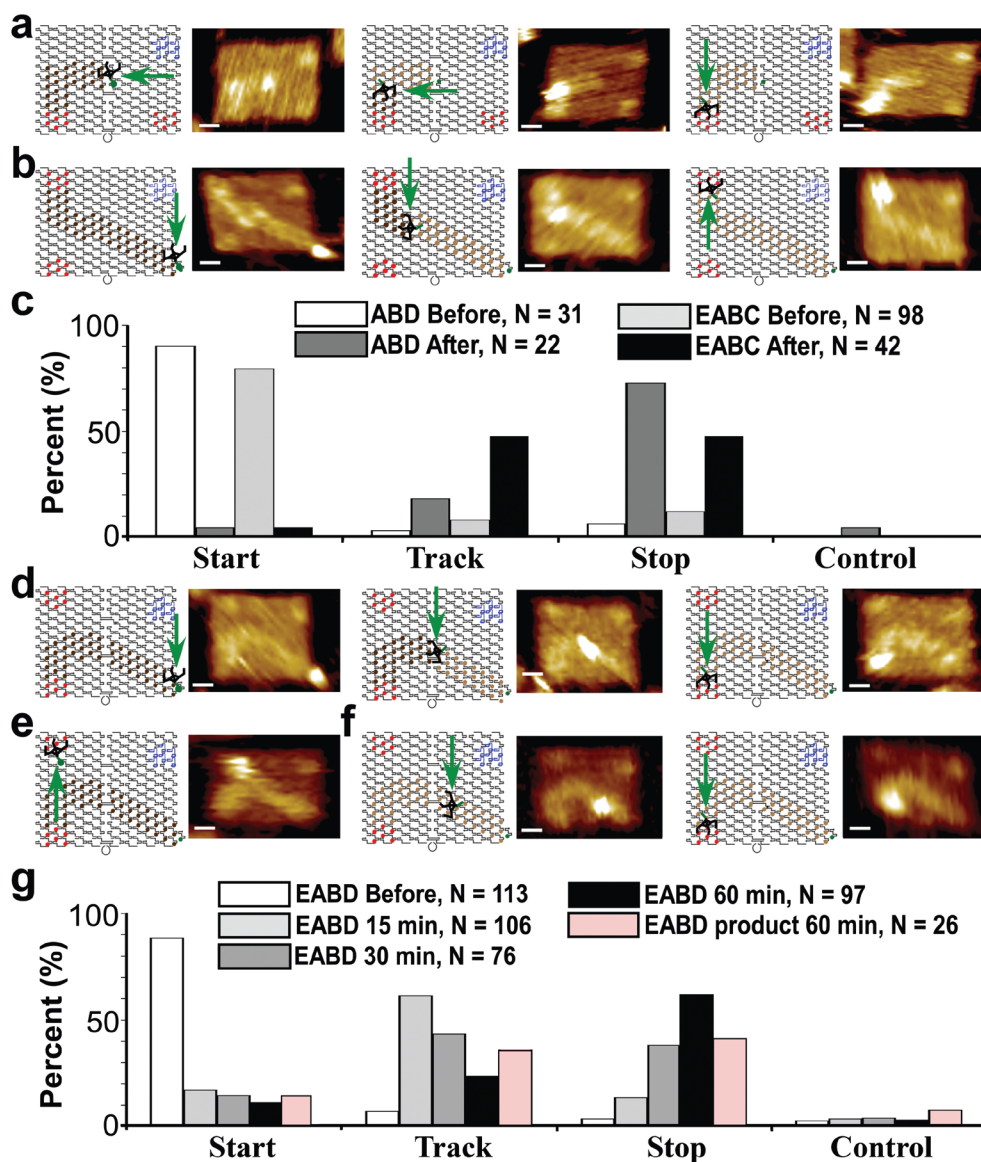 a
b
c
100
50
0
Percent (%)
ABD Before, N = 31
ABD After, N = 22
EABC Before, N = 98
EABC After, N = 42
Start Track Stop Control
d
e f
g
100
50
0
Percent (%)
EABD Before, N = 113
EABD 15 min, N = 106
EABD 30 min, N = 76
EABD 60 min, N = 97
EABD product 60 min, N = 26
Start Track Stop Control